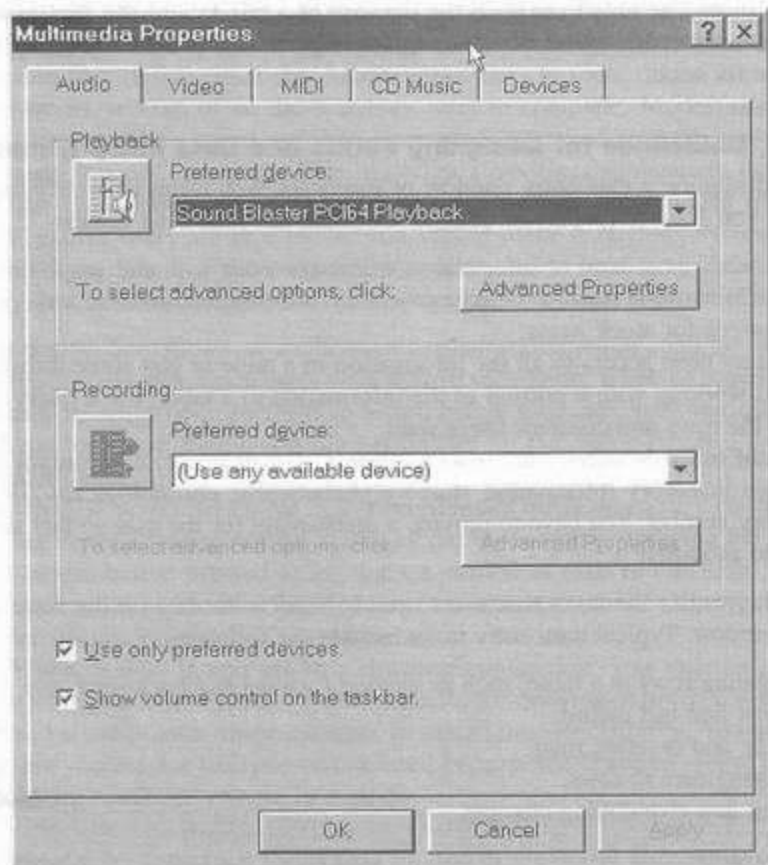 Multimedia Properties
Audio
Video
MIDI
CD Music
Devices
Playback
Preferred device:
Sound Blaster PCI64 Playback
To select advanced options, click:
Advanced Properties
Recording
Preferred device:
(Use any available device)
To select advanced options, click:
Advanced Properties
Use only preferred devices.
Show volume control on the taskbar.
OK
Cancel
Apply